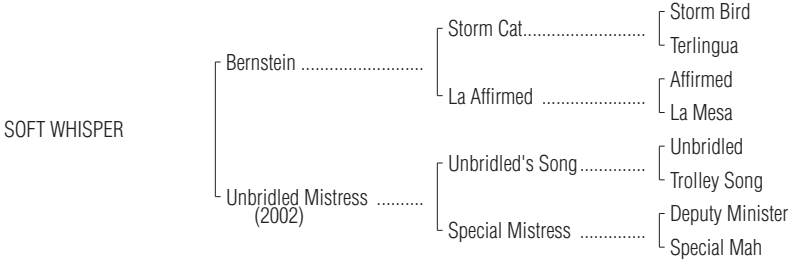 Storm Bird
Storm Cat..........................
Terlingua
Bernstein ..........................
Affirmed
La Affirmed ......................
La Mesa
SOFT WHISPER
Unbridled
Unbridled's Song..............
Trolley Song
Unbridled Mistress ..........
(2002)
Deputy Minister
Special Mistress ..............
Special Mah